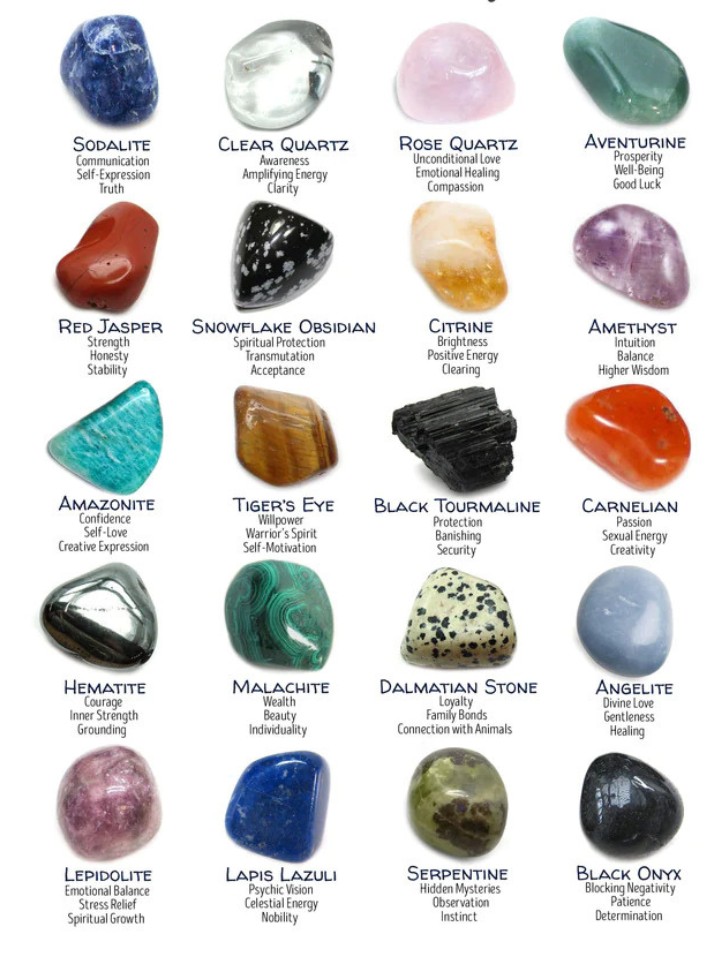 SODALITE
Communication
Self-Expression
Truth
CLEAR QUARTZ
Awareness
Amplifying Energy
Clarity
ROSE QUARTZ
Unconditional Love
Emotional Healing
Compassion
AVENTURINE
Prosperity
Well-Being
Good Luck
RED JASPER
Strength
Honesty
Stability
SNOWFLAKE OBSIDIAN
Spiritual Protection
Transmutation
Acceptance
CITRINE
Brightness
Positive Energy
Clearing
AMETHYST
Intuition
Balance
Higher Wisdom
AMAZONITE
Confidence
Self-Love
Creative Expression
TIGER'S EYE
Willpower
Warrior's Spirit
Self-Motivation
BLACK TOURMALINE
Protection
Banishing
Security
CARNELIAN
Passion
Sexual Energy
Creativity
HEMATITE
Courage
Inner Strength
Grounding
MALACHITE
Wealth
Beauty
Individuality
DALMATIAN STONE
Loyalty
Family Bonds
Connection with Animals
ANGELITE
Divine Love
Gentleness
Healing
LEPIDOLITE
Emotional Balance
Stress Relief
Spiritual Growth
LAPIS LAZULI
Psychic Vision
Celestial Energy
Nobility
SERPENTINE
Hidden Mysteries
Observation
Instinct
BLACK ONYX
Blocking Negativity
Patience
Determination